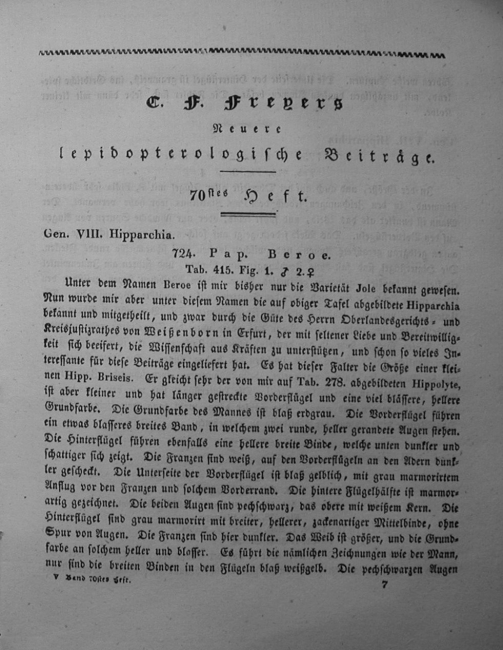 C. F. Freyers
Neuere
lepidopterologische Beiträge.
70stes Heft.
Gen. VIII. Hipparchia.
724. Pap. Beroe.
Tab. 415. Fig. 1. ♂ 2. ♀
Unter dem Namen Beroe ist mir bisher nur die Varietät Jole bekannt gewesen.
Nun wurde mir aber unter diesem Namen die auf obiger Tafel abgebildete Hipparchia
bekannt und mitgetheilt, und zwar durch die Güte des Herrn Oberlandesgerichts- und
Kreisjustizrathes von Weißenborn in Erfurt, der mit seltener Liebe und Bereitwillig-
keit sich beeifert, die Wissenschaft aus Kräften zu unterstützen, und schon so vieles In-
teressante für diese Beiträge eingeliefert hat. Es hat dieser Falter die Größe einer klei-
nen Hipp. Briseis. Er gleicht sehr der von mir auf Tab. 278. abgebildeten Hippolyte,
ist aber kleiner und hat länger gestreckte Vorderflügel und eine viel blässere, hellere
Grundfarbe. Die Grundfarbe des Mannes ist blaß erdgrau. Die Vorderflügel führen
ein etwas blasseres breites Band, in welchem zwei runde, heller gerandete Augen stehen.
Die Hinterflügel führen ebenfalls eine hellere breite Binde, welche unten dunkler und
schattiger sich zeigt. Die Franzen sind weiß, auf den Vorderflügeln an den Adern dunk-
ler gescheckt. Die Unterseite der Vorderflügel ist blaß gelblich, mit grau marmorirtem
Anflug vor den Franzen und solchem Vorderrand. Die hintere Flügelhälfte ist marmor-
artig gezeichnet. Die beiden Augen sind pechschwarz, das obere mit weißem Kern. Die
Hinterflügel sind grau marmorirt mit breiter, hellerer, zackenartiger Mittelbinde, ohne
Spur von Augen. Die Franzen sind hier dunkler. Das Weib ist größer, und die Grund-
farbe an solchem heller und blasser. Es führt die nämlichen Zeichnungen wie der Mann,
nur sind die breiten Binden in den Flügeln blaß weißgelb. Die pechschwarzen Augen
V Band 70stes Heft. 7